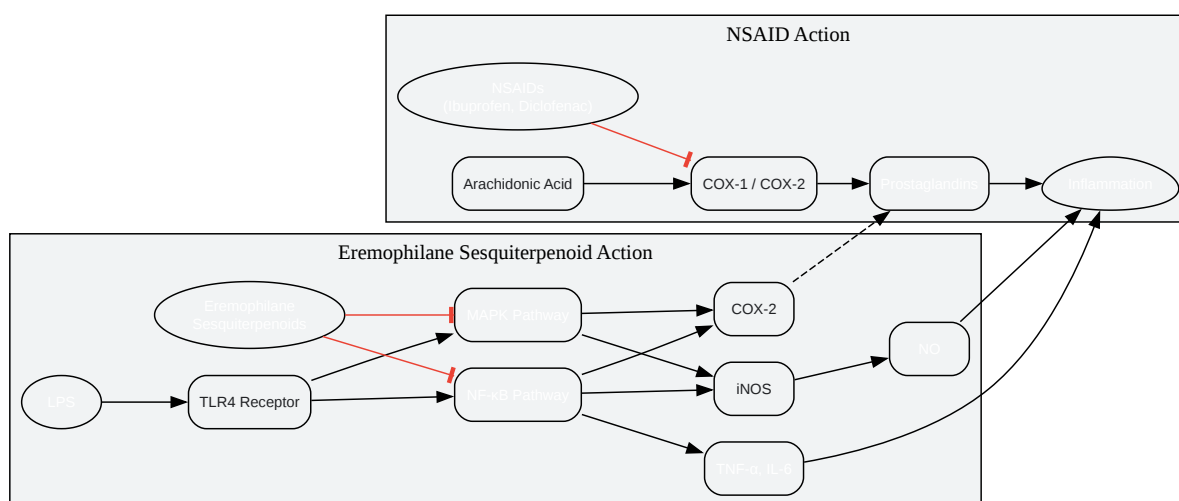 NSAID Action
NSAIDs
(Ibuprofen, Diclofenac)
Arachidonic Acid
COX-1 / COX-2
Prostaglandins
Inflammation
Eremophilane Sesquiterpenoid Action
Eremophilane
Sesquiterpenoids
MAPK Pathway
COX-2
NO
LPS
TLR4 Receptor
NF-κB Pathway
iNOS
TNF-α, IL-6